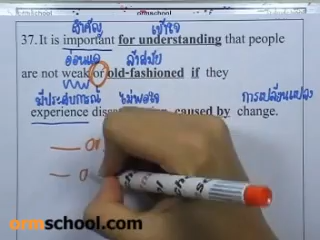 ormschool
สำคัญ เข้าใจ
37.It is important for understanding that people
อ่อนแอ ล้าสมัย
are not weak or old-fashioned if they
มีประสบการณ์ ไม่พอใจ การเปลี่ยนแปลง
experience caused by change.
— or
ormschool.com